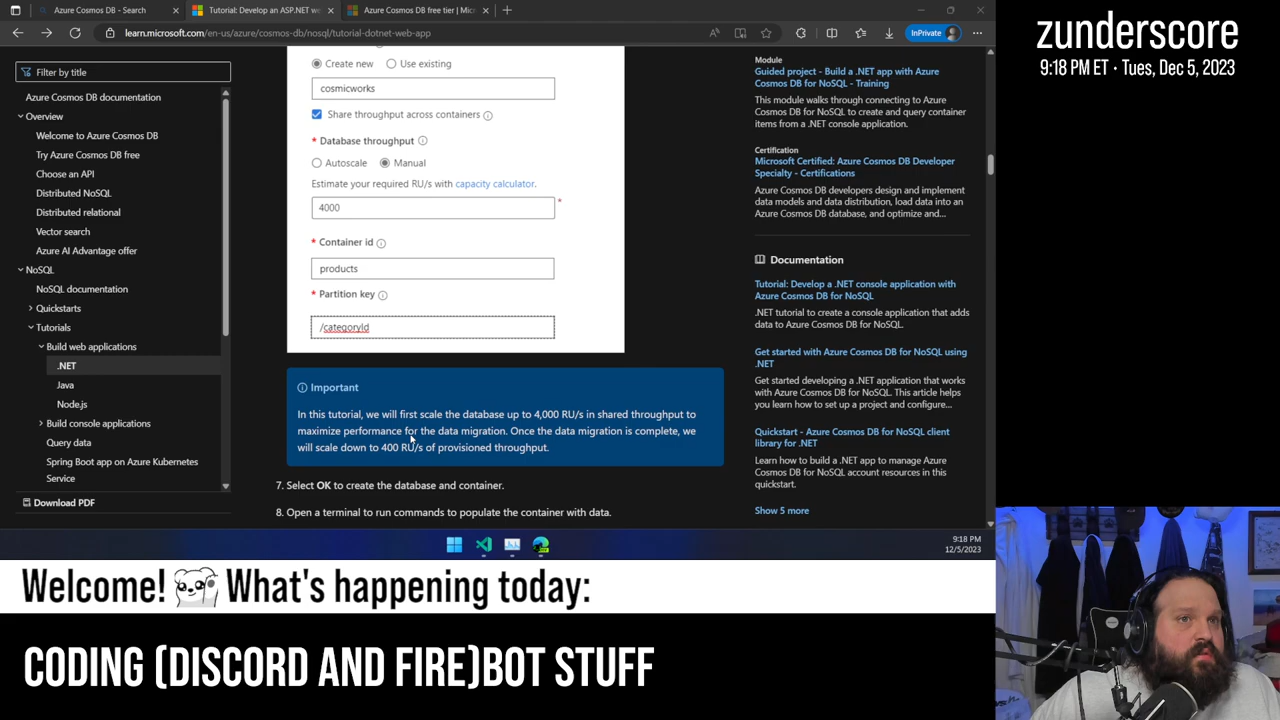 Azure Cosmos DB - Search
Tutorial: Develop an ASP.NET we
Azure Cosmos DB free tier | Micr
learn.microsoft.com/en-us/azure/cosmos-db/nosql/tutorial-dotnet-web-app
InPrivate
zunderscore
9:18 PM ET · Tues, Dec 5, 2023
Filter by title
Azure Cosmos DB documentation
Overview
Welcome to Azure Cosmos DB
Try Azure Cosmos DB free
Choose an API
Distributed NoSQL
Distributed relational
Vector search
Azure AI Advantage offer
NoSQL
NoSQL documentation
Quickstarts
Tutorials
Build web applications
.NET
Java
Node.js
Build console applications
Query data
Spring Boot app on Azure Kubernetes
Service
Download PDF
Create new
Use existing
cosmicworks
Share throughput across containers
* Database throughput
Autoscale
Manual
Estimate your required RU/s with capacity calculator.
4000
*
* Container id
products
* Partition key
/categoryId
Important
In this tutorial, we will first scale the database up to 4,000 RU/s in shared throughput to
maximize performance for the data migration. Once the data migration is complete, we
will scale down to 400 RU/s of provisioned throughput.
7. Select OK to create the database and container.
8. Open a terminal to run commands to populate the container with data.
Module
Guided project - Build a .NET app with Azure
Cosmos DB for NoSQL - Training
This module walks through connecting to Azure
Cosmos DB for NoSQL to create and query container
items from a .NET console application.
Certification
Microsoft Certified: Azure Cosmos DB Developer
Specialty - Certifications
Azure Cosmos DB developers design and implement
data models and data distribution, load data into an
Azure Cosmos DB database, and optimize and…
Documentation
Tutorial: Develop a .NET console application with
Azure Cosmos DB for NoSQL
.NET tutorial to create a console application that adds
data to Azure Cosmos DB for NoSQL.
Get started with Azure Cosmos DB for NoSQL using
.NET
Get started developing a .NET application that works
with Azure Cosmos DB for NoSQL. This article helps
you learn how to set up a project and configure…
Quickstart - Azure Cosmos DB for NoSQL client
library for .NET
Learn how to build a .NET app to manage Azure
Cosmos DB for NoSQL account resources in this
quickstart.
Show 5 more
9:18 PM
12/5/2023
Welcome! What's happening today:
CODING (DISCORD AND FIRE)BOT STUFF